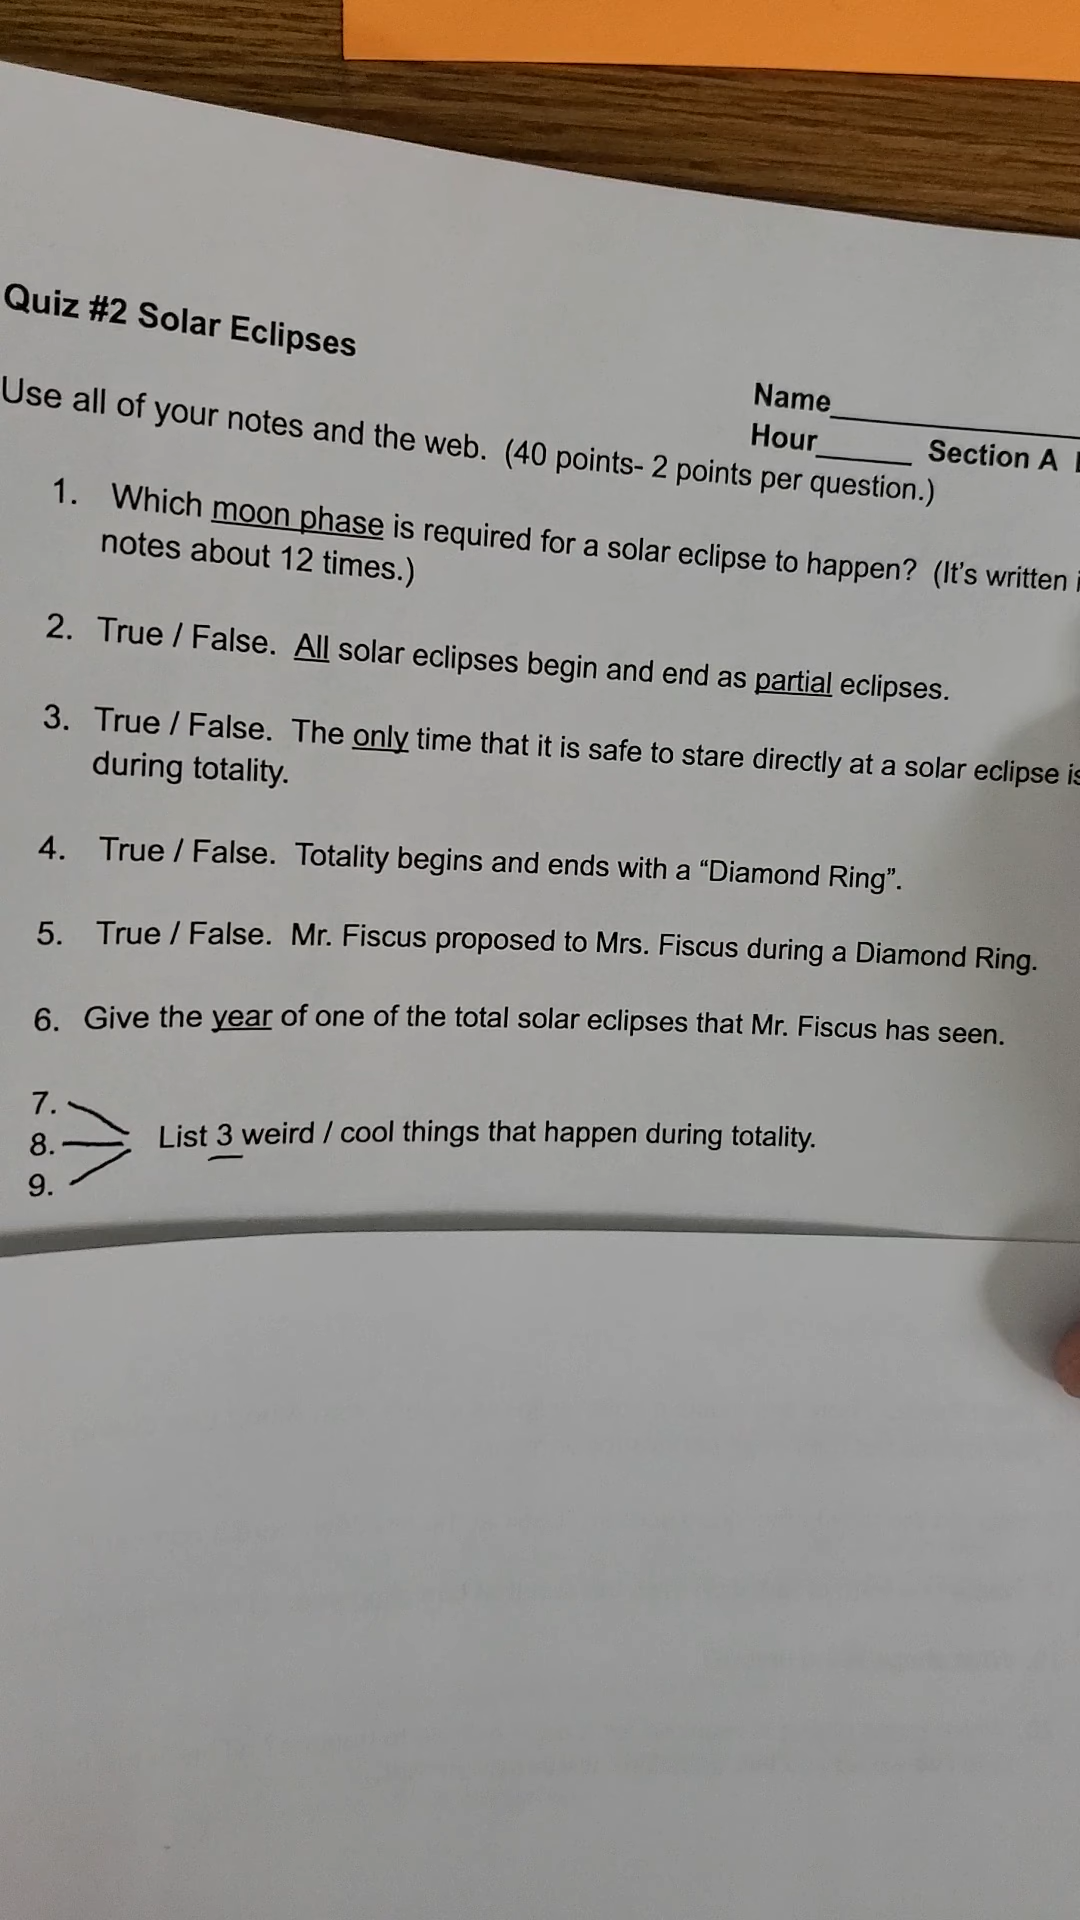 Quiz #2 Solar Eclipses
Name
Hour Section A
Use all of your notes and the web. (40 points- 2 points per question.)
1. Which moon phase is required for a solar eclipse to happen? (It's written
notes about 12 times.)
2. True / False. All solar eclipses begin and end as partial eclipses.
3. True / False. The only time that it is safe to stare directly at a solar eclipse is
during totality.
4. True / False. Totality begins and ends with a “Diamond Ring”.
5. True / False. Mr. Fiscus proposed to Mrs. Fiscus during a Diamond Ring.
6. Give the year of one of the total solar eclipses that Mr. Fiscus has seen.
7.
8. List 3 weird / cool things that happen during totality.
9.